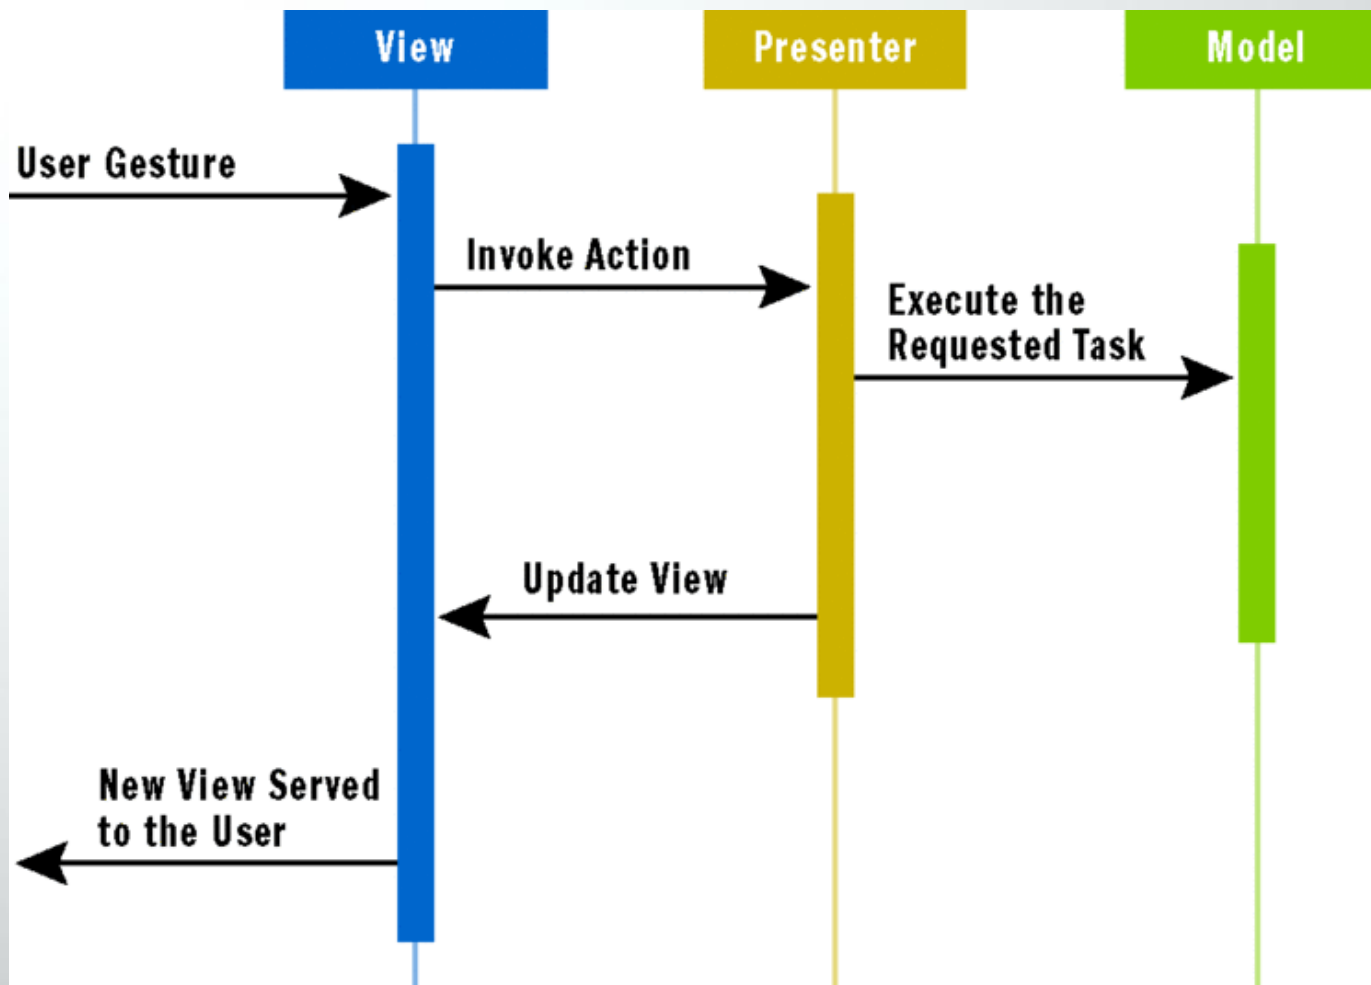 View
Presenter
Model
User Gesture
Invoke Action
Execute the
Requested Task
Update View
New View Served
to the User